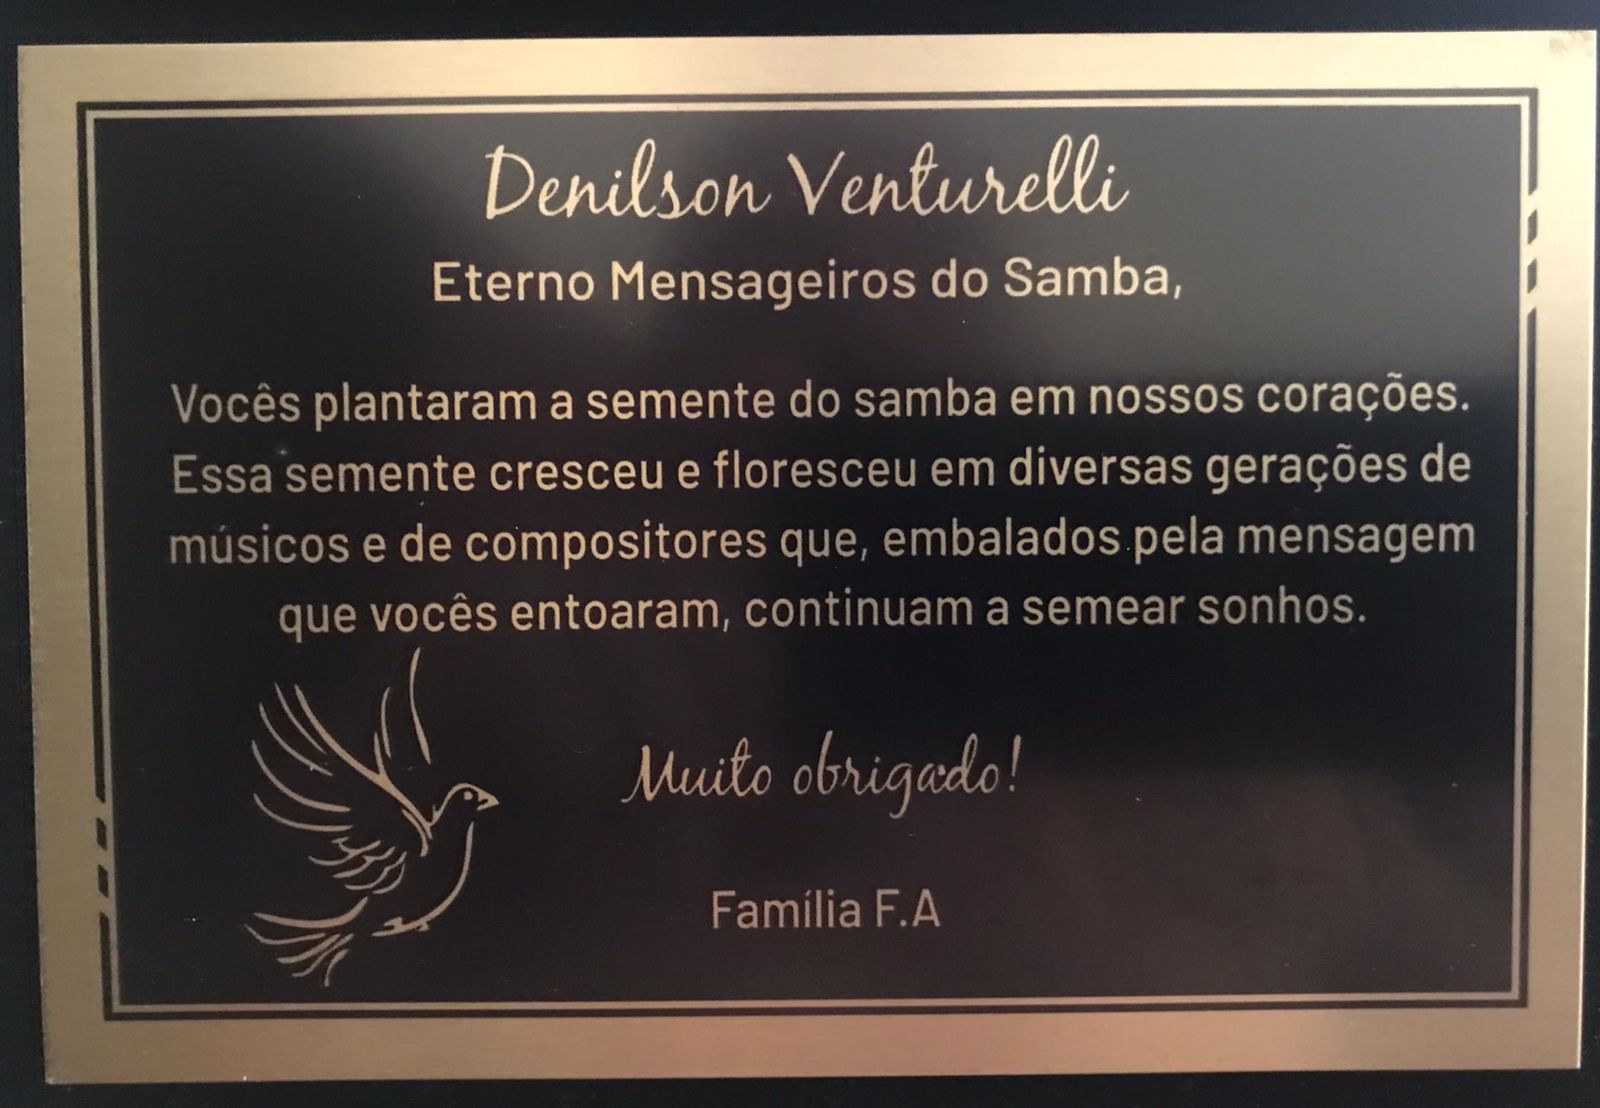 Denilson Venturelli
Eterno Mensageiros do Samba,
Vocês plantaram a semente do samba em nossos corações.
Essa semente cresceu e floresceu em diversas gerações de
músicos e de compositores que, embalados pela mensagem
que vocês entoaram, continuam a semear sonhos.
Muito obrigado!
Família F.A